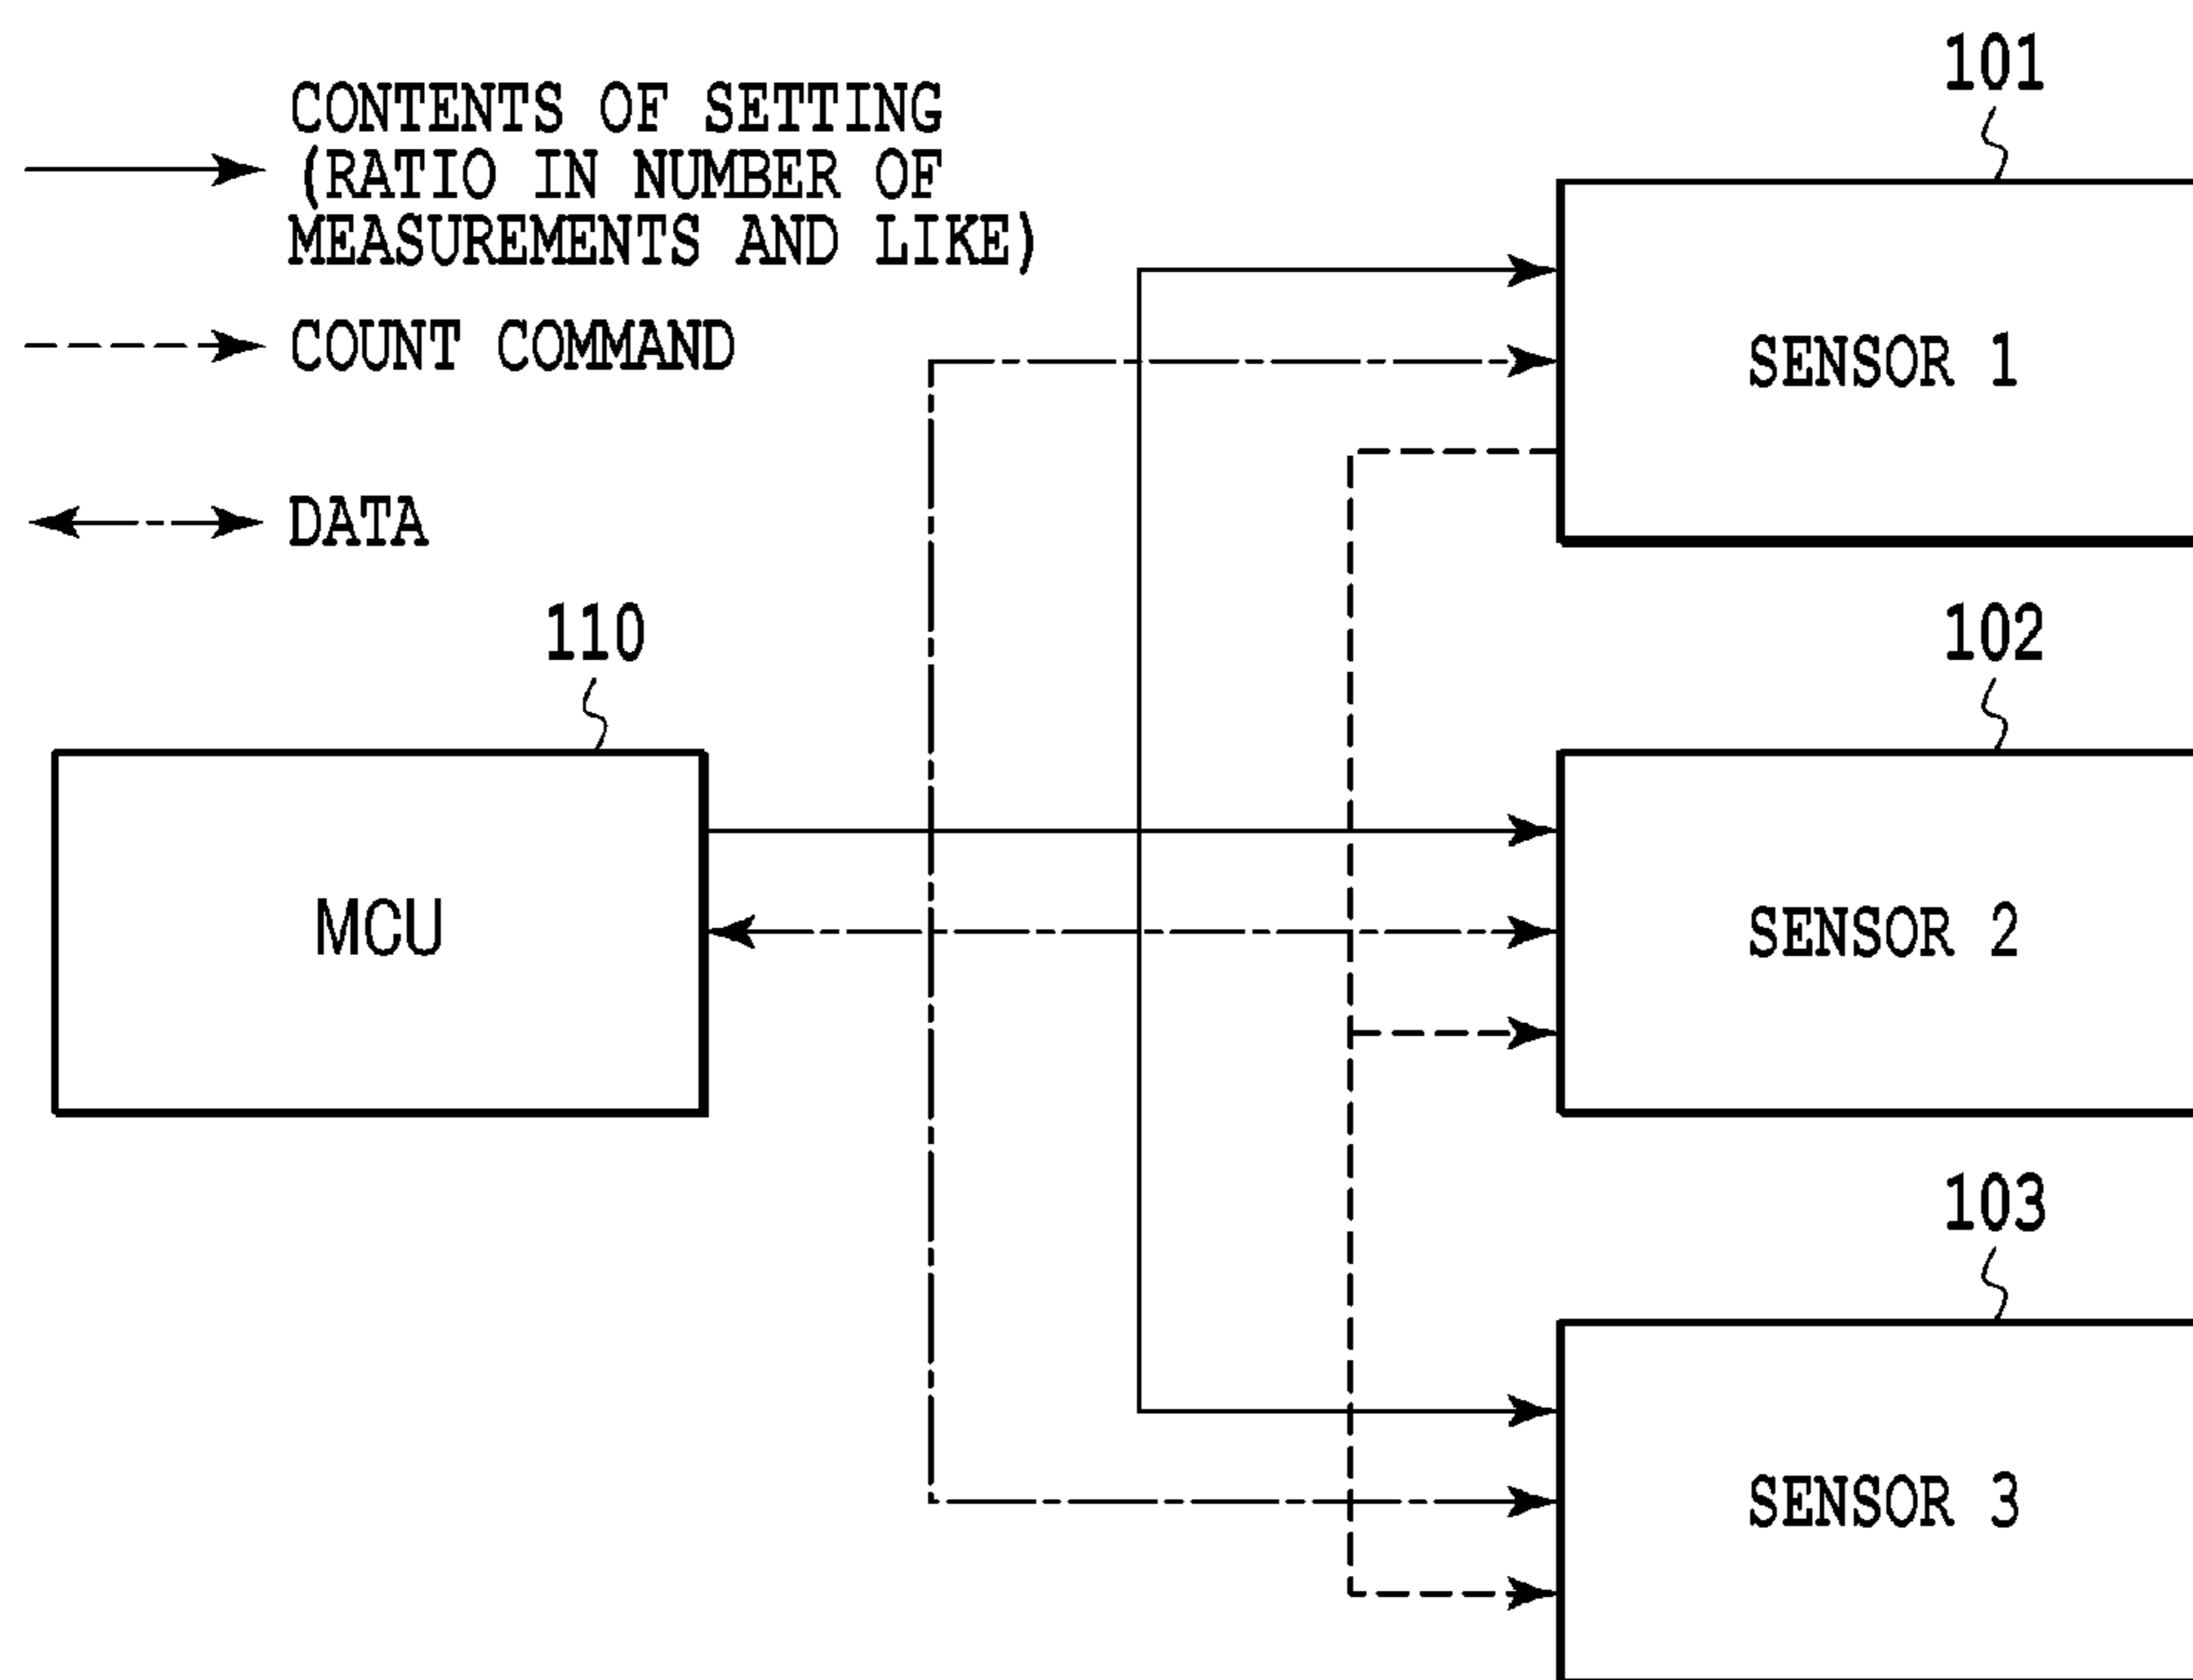 CONTENTS OF SETTING
(RATIO IN NUMBER OF
MEASUREMENTS AND LIKE)
COUNT COMMAND
DATA
101
SENSOR 1
110
MCU
102
SENSOR 2
103
SENSOR 3